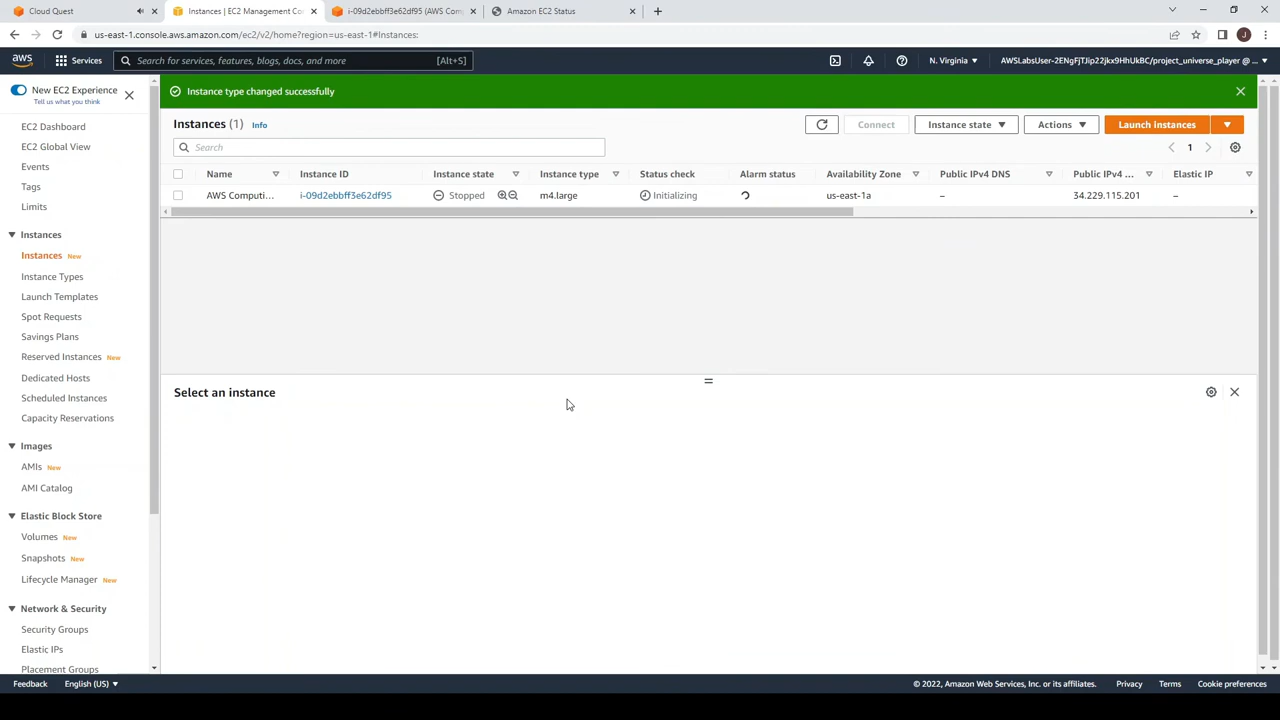 Cloud Quest
Instances | EC2 Management Co
i-09d2ebbff3e62df95 (AWS Comp
Amazon EC2 Status
us-east-1.console.aws.amazon.com/ec2/v2/home?region=us-east-1#Instances:
J
aws
Services
Search for services, features, blogs, docs, and more
[Alt+S]
N. Virginia
AWSLabsUser-2ENgFjTJip22jkx9HhUkBC/project_universe_player @ ...
New EC2 Experience
Tell us what you think
EC2 Dashboard
EC2 Global View
Events
Tags
Limits
Instances
Instances New
Instance Types
Launch Templates
Spot Requests
Savings Plans
Reserved Instances New
Dedicated Hosts
Scheduled Instances
Capacity Reservations
Images
AMIs New
AMI Catalog
Elastic Block Store
Volumes New
Snapshots New
Lifecycle Manager New
Network & Security
Security Groups
Elastic IPs
Placement Groups
Instance type changed successfully
Instances (1) Info
Connect
Instance state
Actions
Launch instances
Search
1
Name
Instance ID
Instance state
Instance type
Status check
Alarm status
Availability Zone
Public IPv4 DNS
Public IPv4 ...
Elastic IP
AWS Computi...
i-09d2ebbff3e62df95
Stopped
m4.large
Initializing
us-east-1a
–
34.229.115.201
–
Select an instance
Feedback
English (US)
© 2022, Amazon Web Services, Inc. or its affiliates.
Privacy
Terms
Cookie preferences